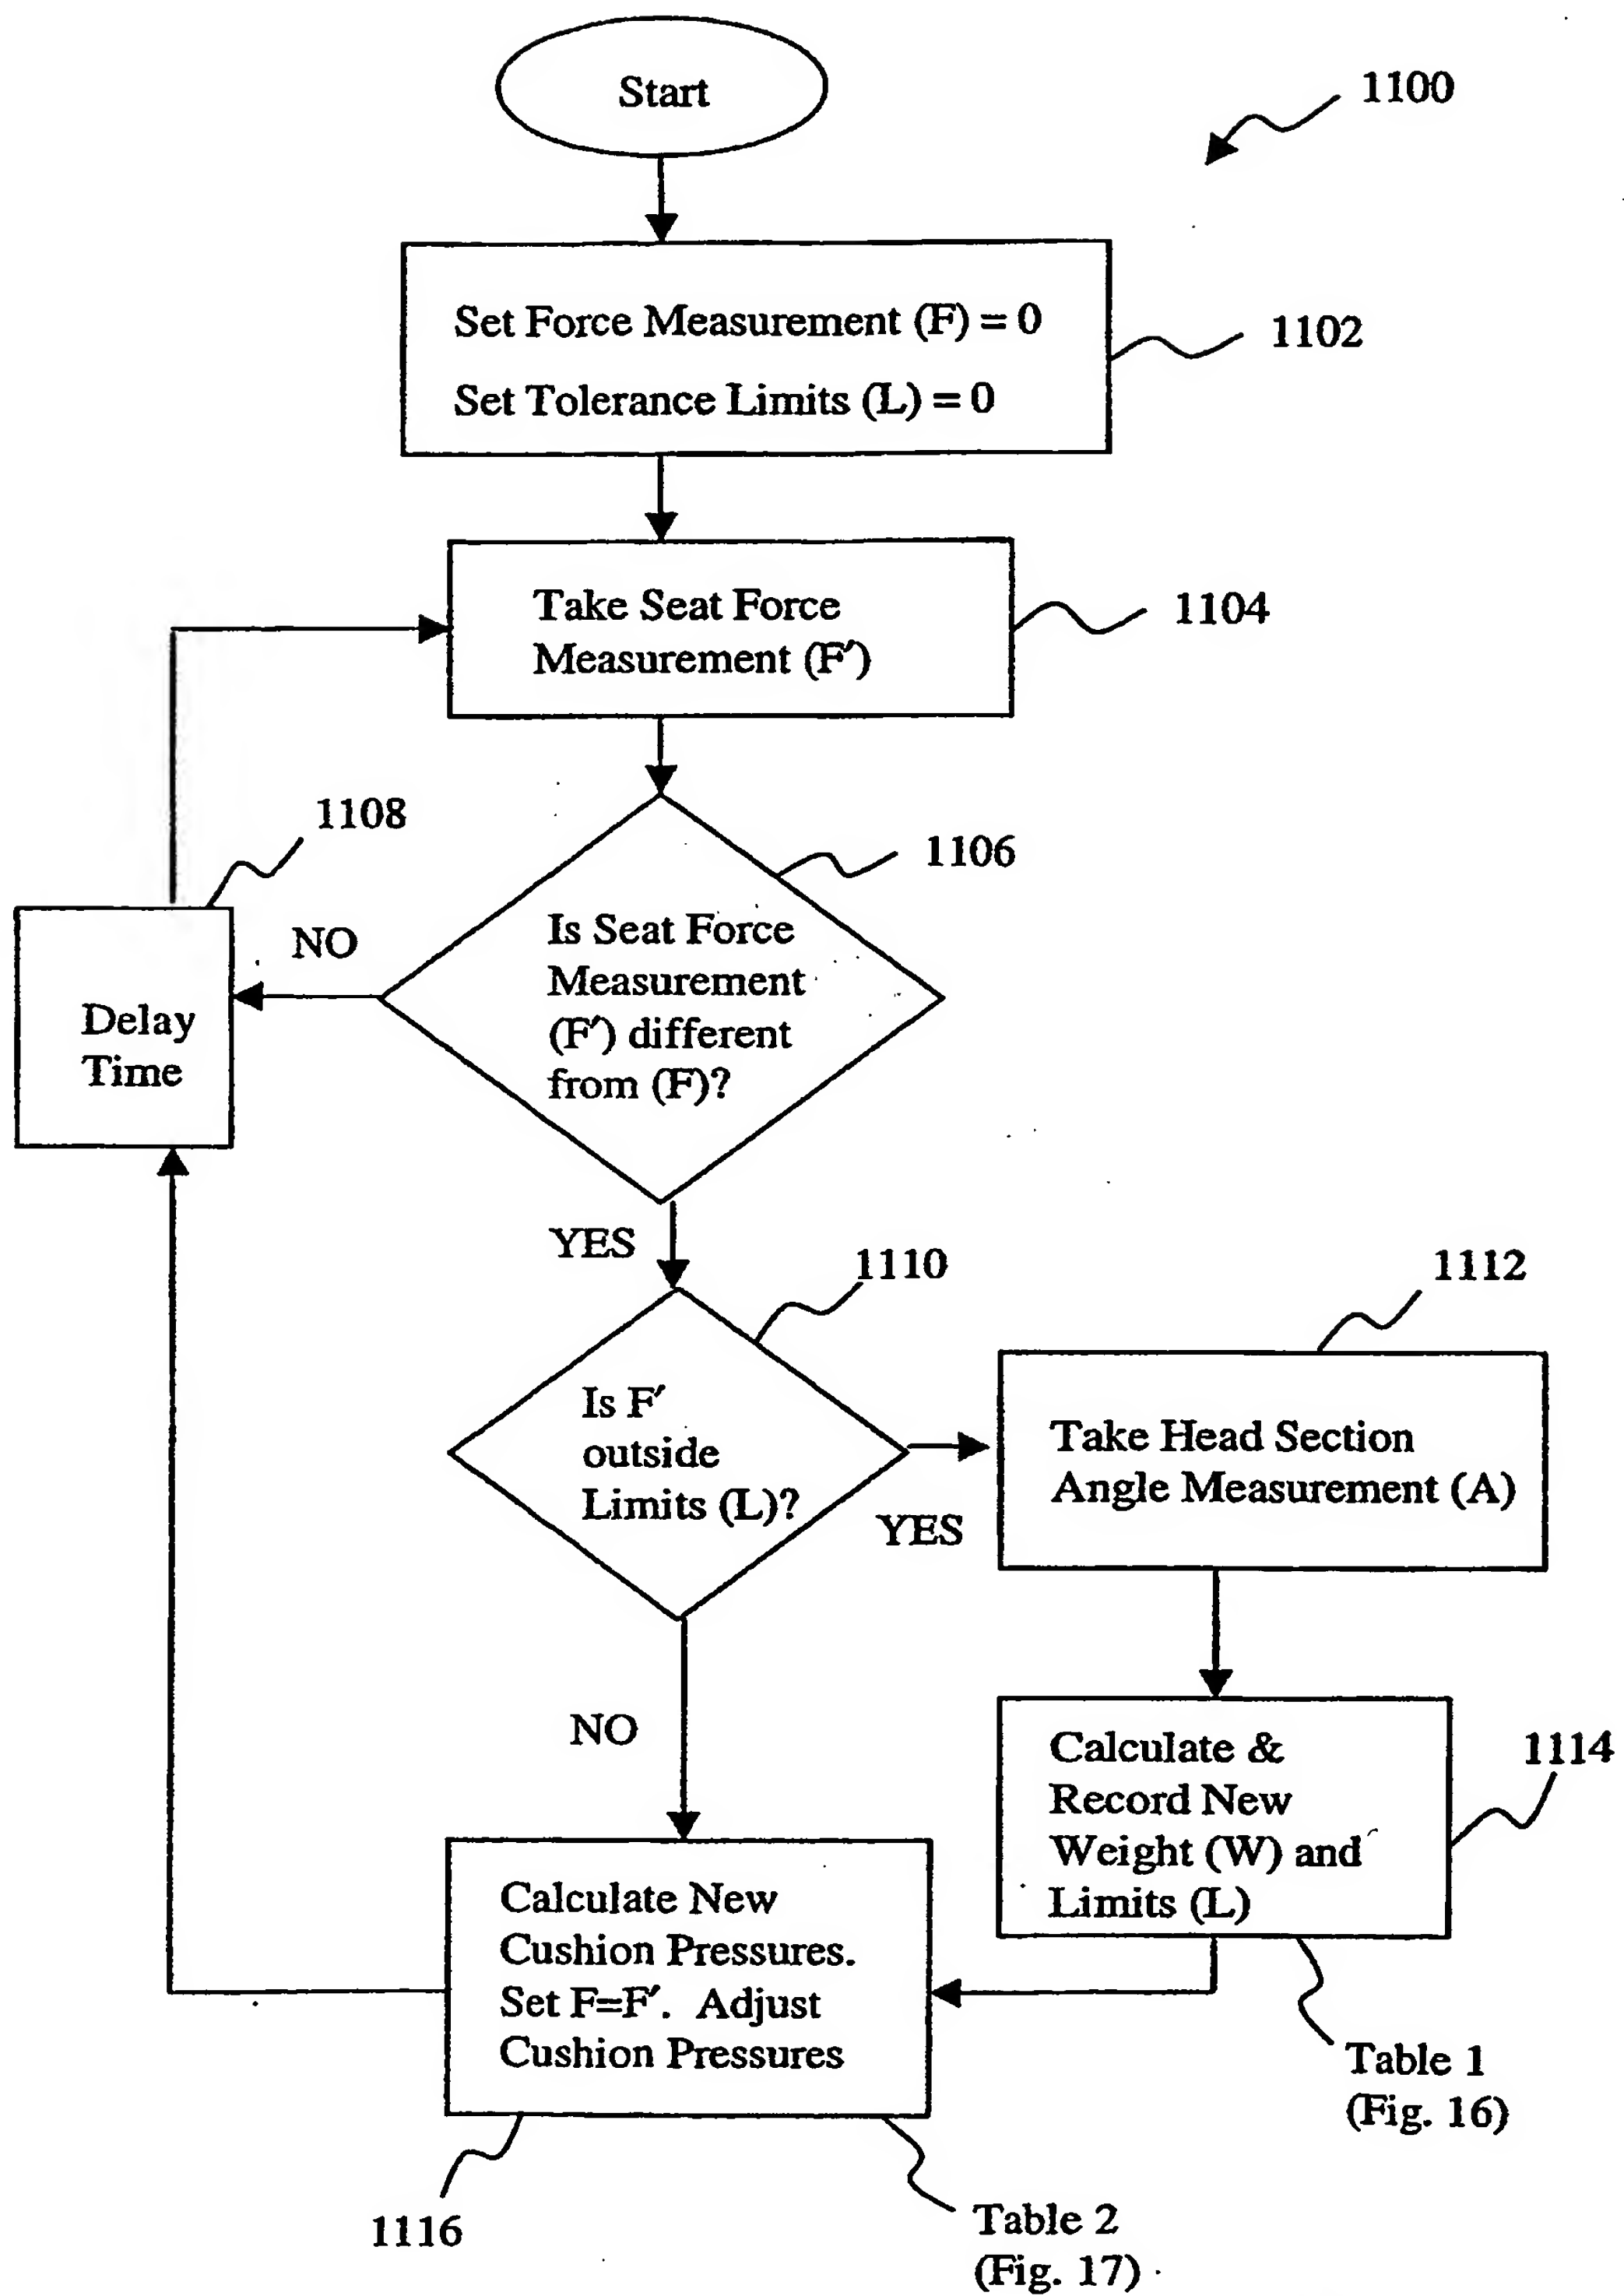 Start
1100
Set Force Measurement (F) = 0
Set Tolerance Limits (L) = 0
1102
Take Seat Force
Measurement (F′)
1104
1108
1106
Is Seat Force
Measurement
(F′) different
from (F)?
NO
Delay
Time
YES
1110
1112
Is F′
outside
Limits (L)?
YES
Take Head Section
Angle Measurement (A)
NO
Calculate &
Record New
Weight (W) and
Limits (L)
1114
Calculate New
Cushion Pressures.
Set F=F′. Adjust
Cushion Pressures
Table 1
(Fig. 16)
1116
Table 2
(Fig. 17)